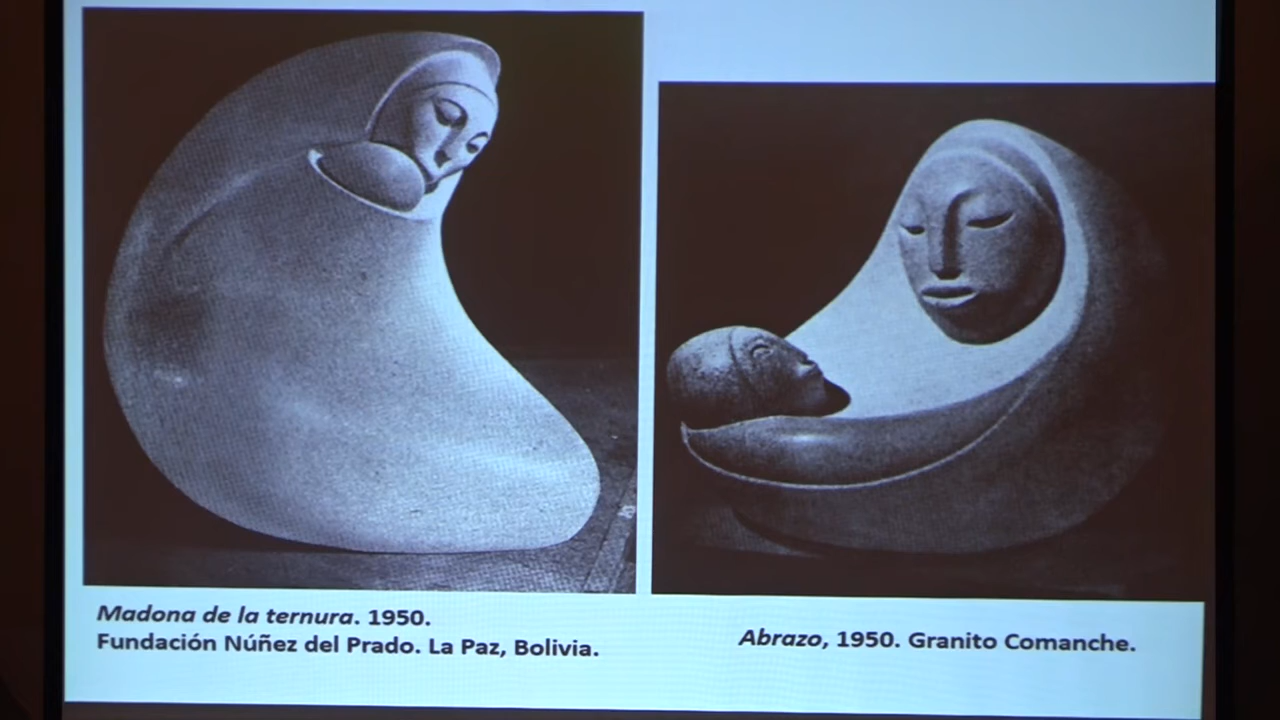 Madona de la ternura. 1950.
Fundación Núñez del Prado. La Paz, Bolivia.
Abrazo, 1950. Granito Comanche.